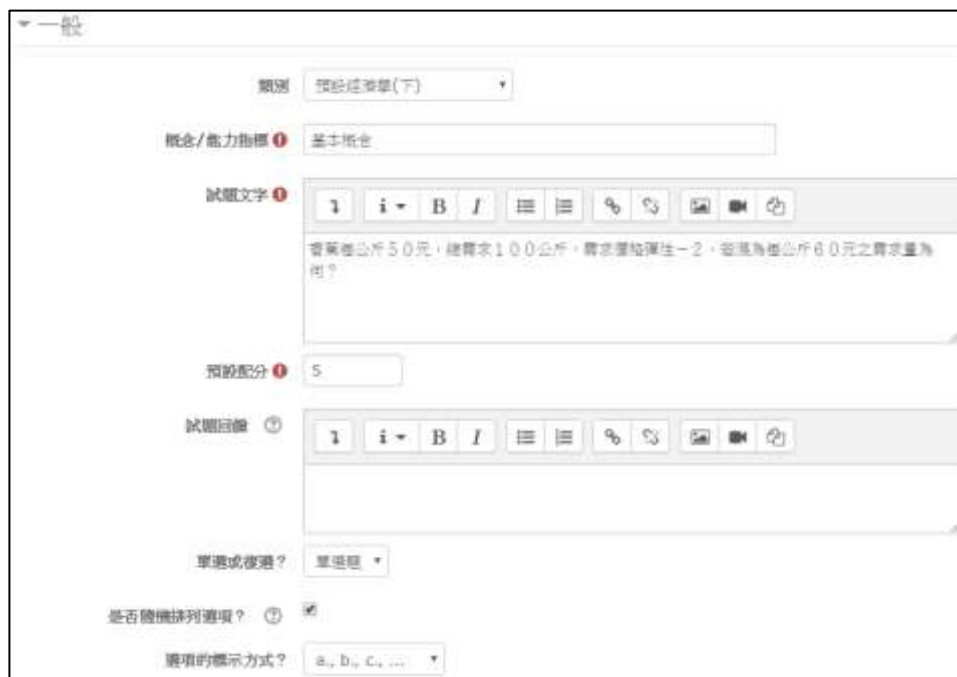 一般
類別 預設經濟學(下)
概念/能力指標 基本概念
試題文字
i B I
香蕉每公斤50元,總需求100公斤,需求價格彈性-2,若漲為每公斤60元之需求量為
何?
預設配分 5
試題回饋
i B I
單選或複選? 單選題
是否隨機排列選項?
選項的標示方式? a., b., c., ...